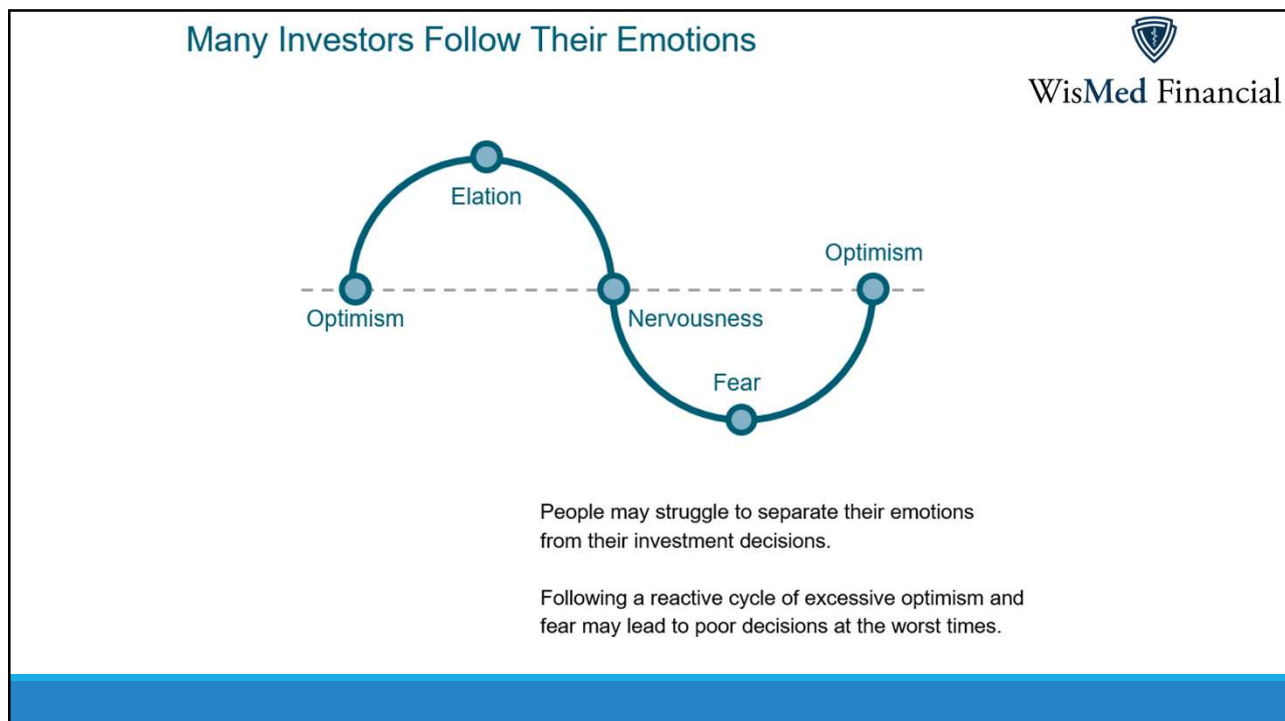 Many Investors Follow Their Emotions
WisMed Financial
Elation
Optimism
Optimism
Nervousness
Fear
People may struggle to separate their emotions
from their investment decisions.
Following a reactive cycle of excessive optimism and
fear may lead to poor decisions at the worst times.